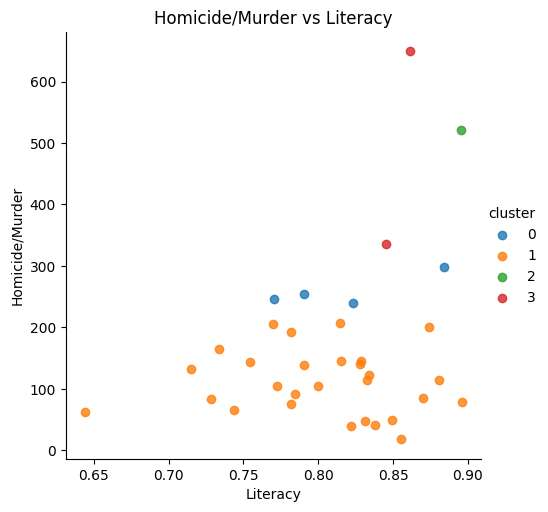 Homicide/Murder vs Literacy
600
500
400
300
200
100
0
Homicide/Murder
0.65 0.70 0.75 0.80 0.85 0.90
Literacy
cluster
0
1
2
3